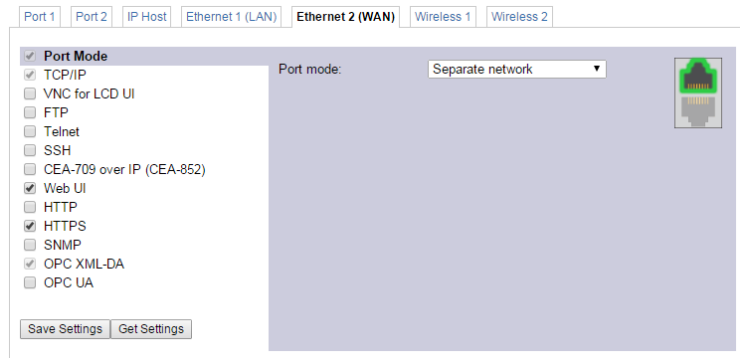 Port 1 Port 2 IP Host Ethernet 1 (LAN) Ethernet 2 (WAN) Wireless 1 Wireless 2
Port Mode
TCP/IP
VNC for LCD UI
FTP
Telnet
SSH
CEA-709 over IP (CEA-852)
Web UI
HTTP
HTTPS
SNMP
OPC XML-DA
OPC UA
Save Settings Get Settings
Port mode: Separate network